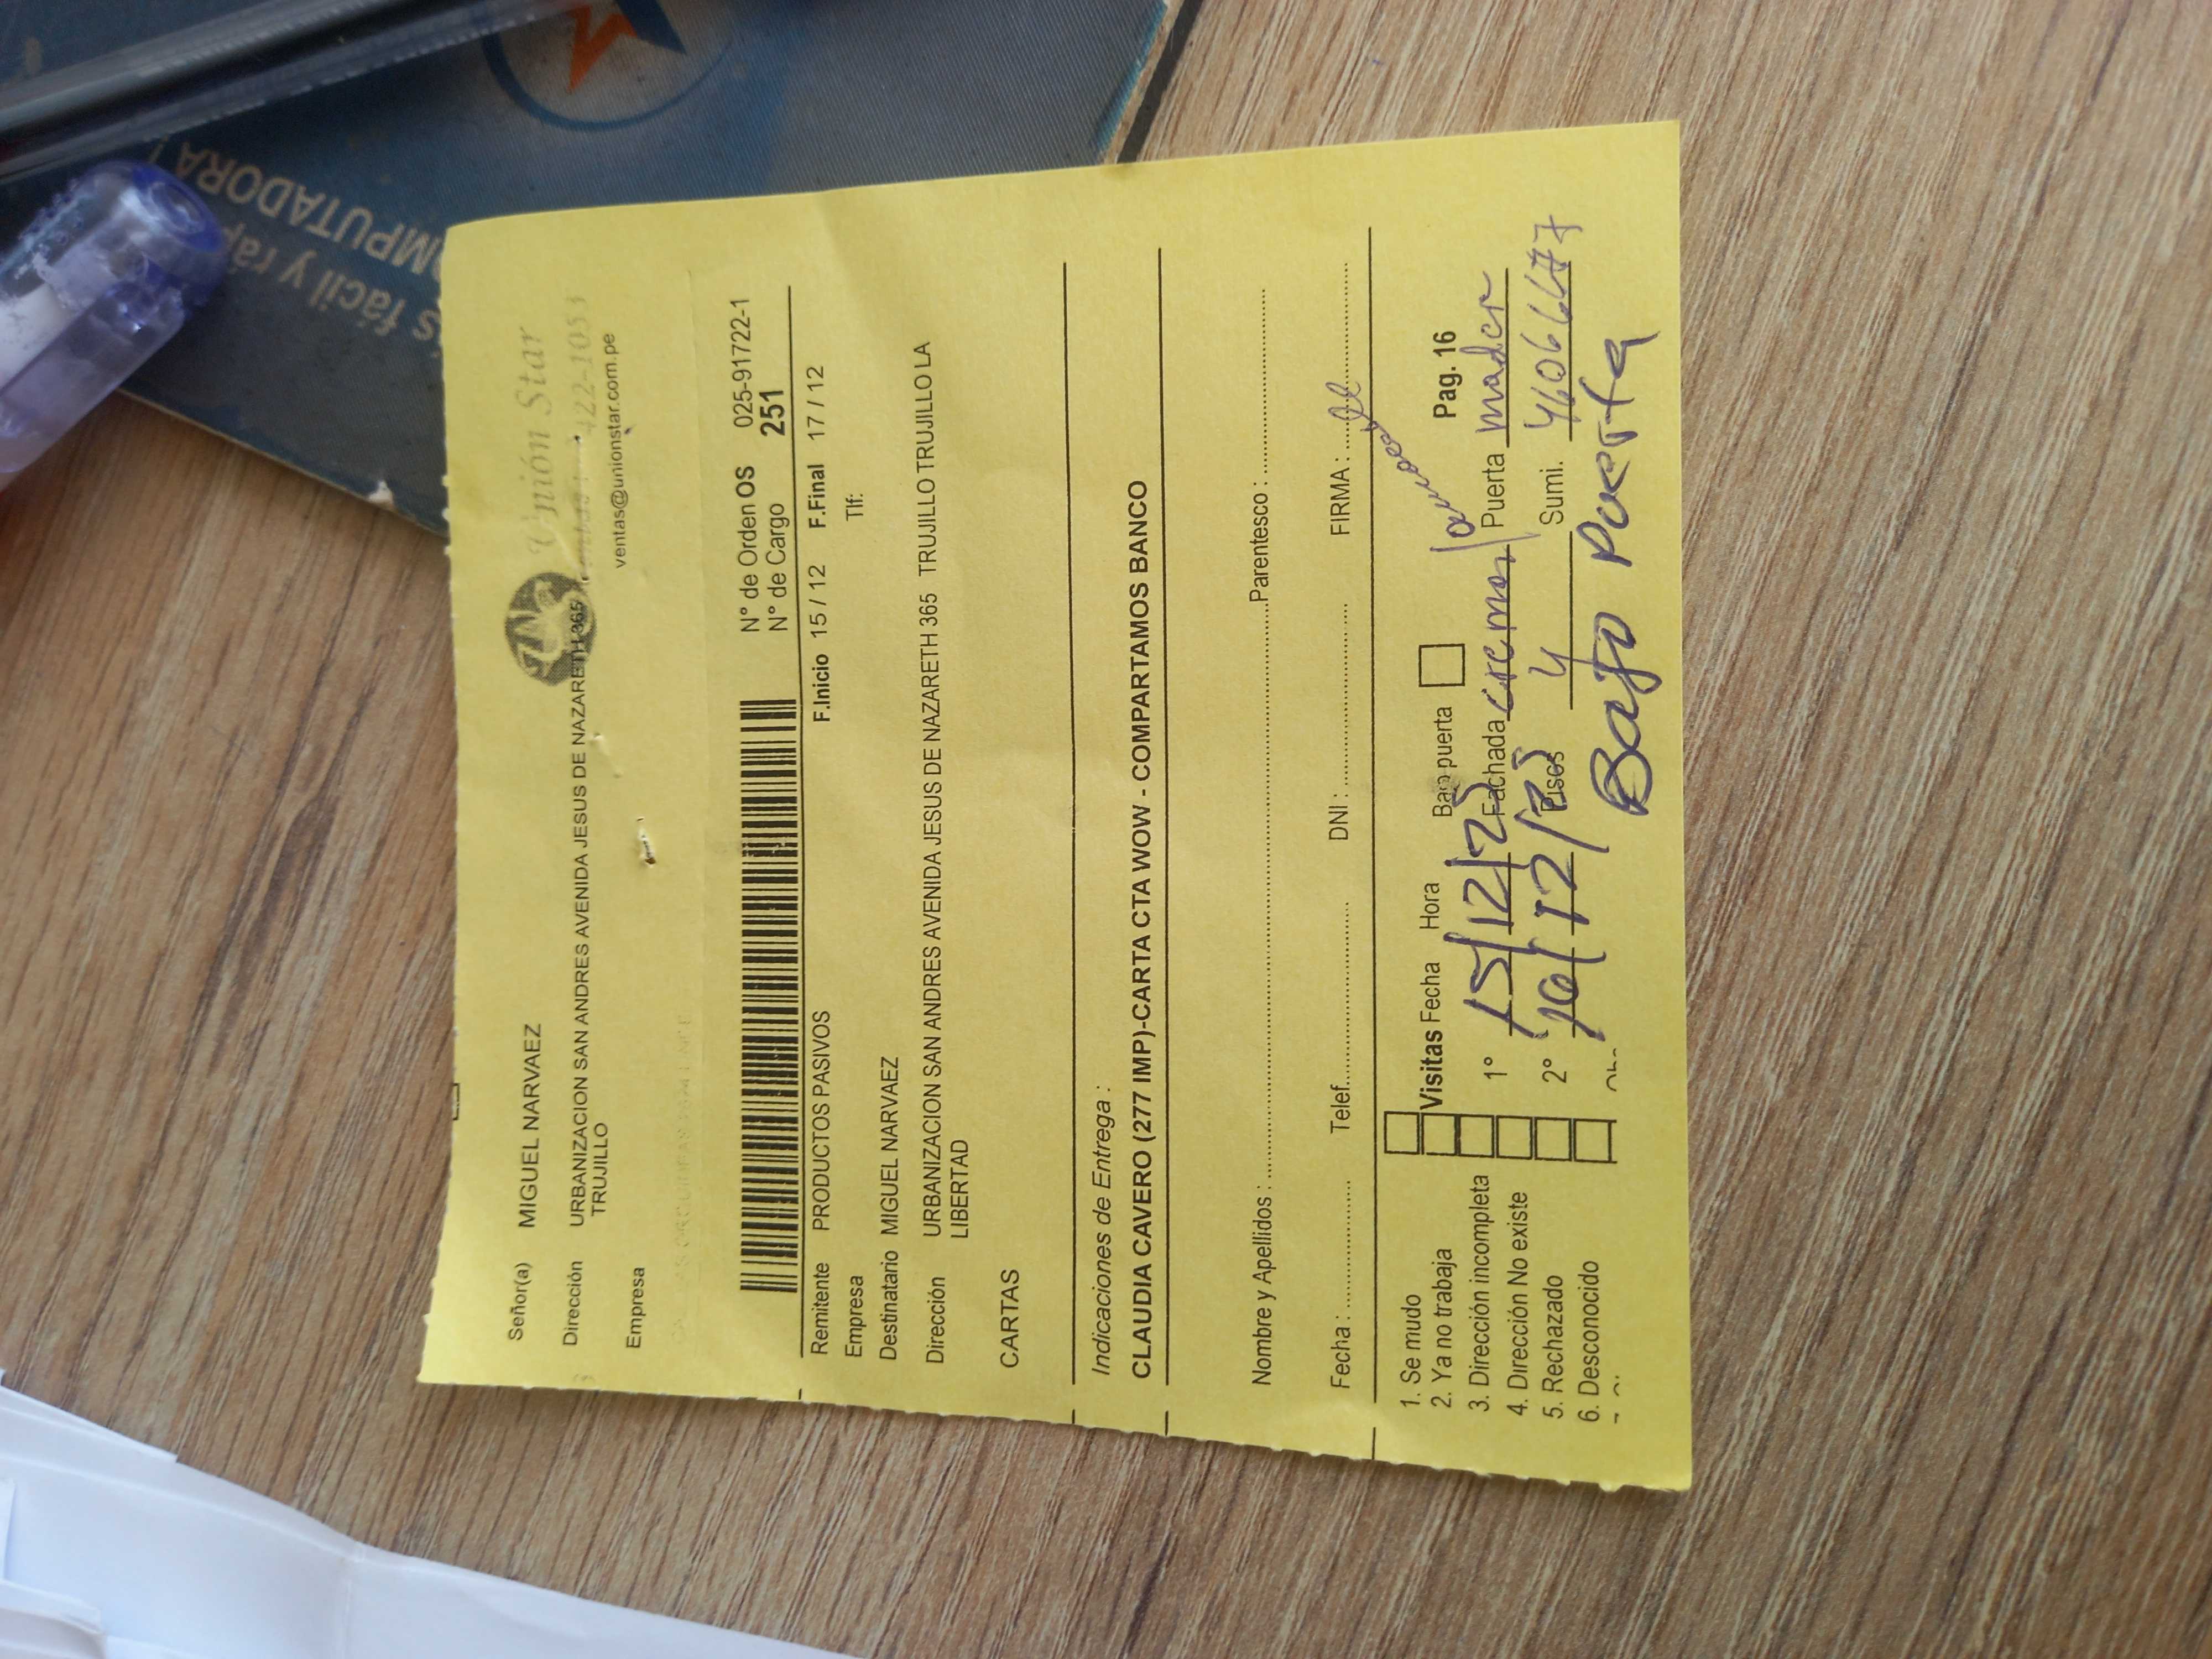 Señor(a) MIGUEL NARVAEZ
Unión Star
Dirección URBANIZACION SAN ANDRES AVENIDA JESUS DE NAZARETH 365
422-1053
TRUJILLO
ventas@unionstar.com.pe
Empresa
N° de Orden OS 025-91722-1
N° de Cargo 251
Remitente PRODUCTOS PASIVOS F.Inicio 15 / 12 F.Final 17 / 12
Empresa Tlf:
Destinatario MIGUEL NARVAEZ
Dirección URBANIZACION SAN ANDRES AVENIDA JESUS DE NAZARETH 365 TRUJILLO TRUJILLO LA
LIBERTAD
CARTAS
Indicaciones de Entrega :
CLAUDIA CAVERO (277 IMP)-CARTA CTA WOW - COMPARTAMOS BANCO
Nombre y Apellidos : Parentesco :
Fecha : Telef. DNI : FIRMA :
1. Se mudo
2. Ya no trabaja Visitas Fecha Hora Bajo puerta Pag. 16
3. Dirección incompleta 1° 15/12/25 Fachada Puerta mader
4. Dirección No existe
5. Rechazado 2° 16/12/25 Pisos 4 Sumi.
6. Desconocido Bajo Puerta
fácil y
COMPUTADORA